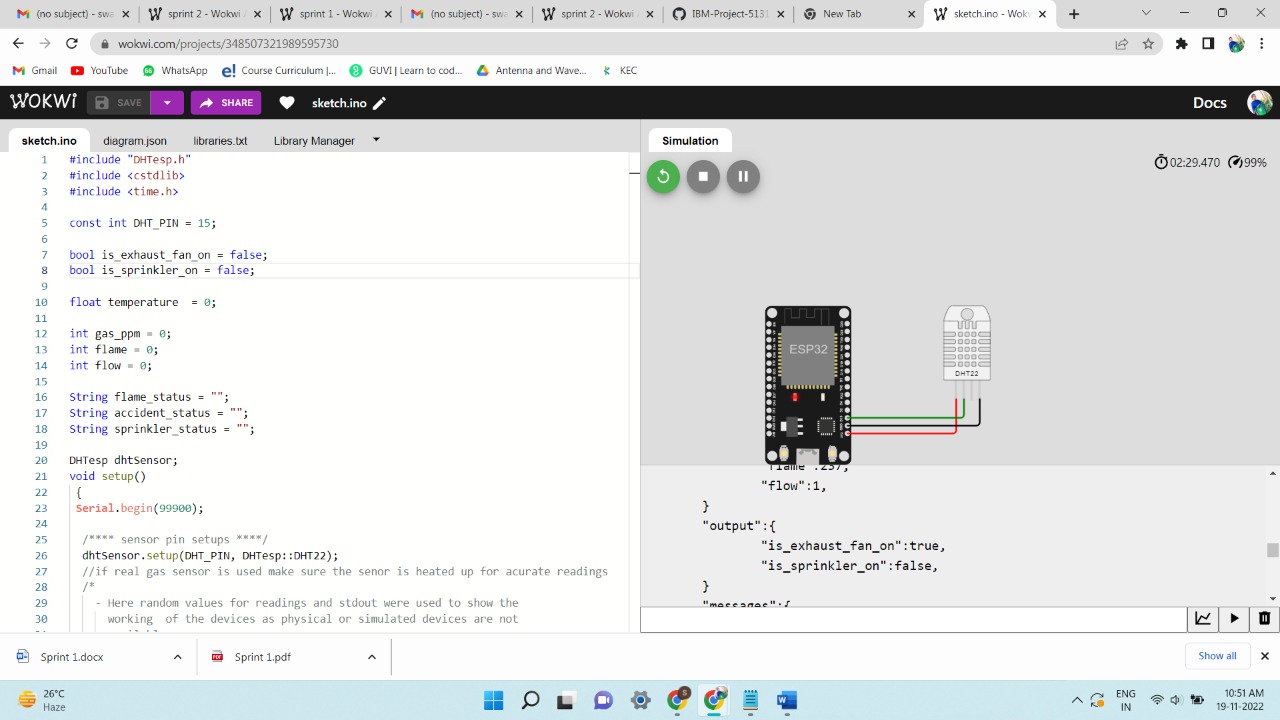 (no subject) - swa
sprint 2 - Wokwi
sprint 1 - Wokwi
(no subject) - swa
sprint 2 - Wokwi
IBM-Project-5131
New Tab
sketch.ino - Wokw
wokwi.com/projects/348507321989595730
Gmail
YouTube
WhatsApp
Course Curriculum |...
GUVI | Learn to cod...
Antenna and Wave...
KEC
WOKWI
SAVE
SHARE
sketch.ino
Docs
sketch.ino
diagram.json
libraries.txt
Library Manager
Simulation
02:29.470
99%
1 #include "DHTesp.h"
2 #include <cstdlib>
3 #include <time.h>
4
5 const int DHT_PIN = 15;
6
7 bool is_exhaust_fan_on = false;
8 bool is_sprinkler_on = false;
9
10 float temperature  = 0;
11
12 int gas_ppm = 0;
13 int flame = 0;
14 int flow = 0;
15
16 String flame_status = "";
17 String accident_status = "";
18 String sprinkler_status = "";
19
20 DHTesp dhtSensor;
21 void setup()
22 {
23 Serial.begin(99900);
24
25 /**** sensor pin setups ****/
26 dhtSensor.setup(DHT_PIN, DHTesp::DHT22);
27 //if real gas sensor is used make sure the senor is heated up for acurate readings
28 /*
29 - Here random values for readings and stdout were used to show the
30 working  of the devices as physical or simulated devices are not
ESP32
DHT22
"flame":237,
"flow":1,
}
"output":{
"is_exhaust_fan_on":true,
"is_sprinkler_on":false,
}
"messages":{
Sprint 1.docx
Sprint 1.pdf
Show all
26°C
Haze
ENG
IN
10:51 AM
19-11-2022